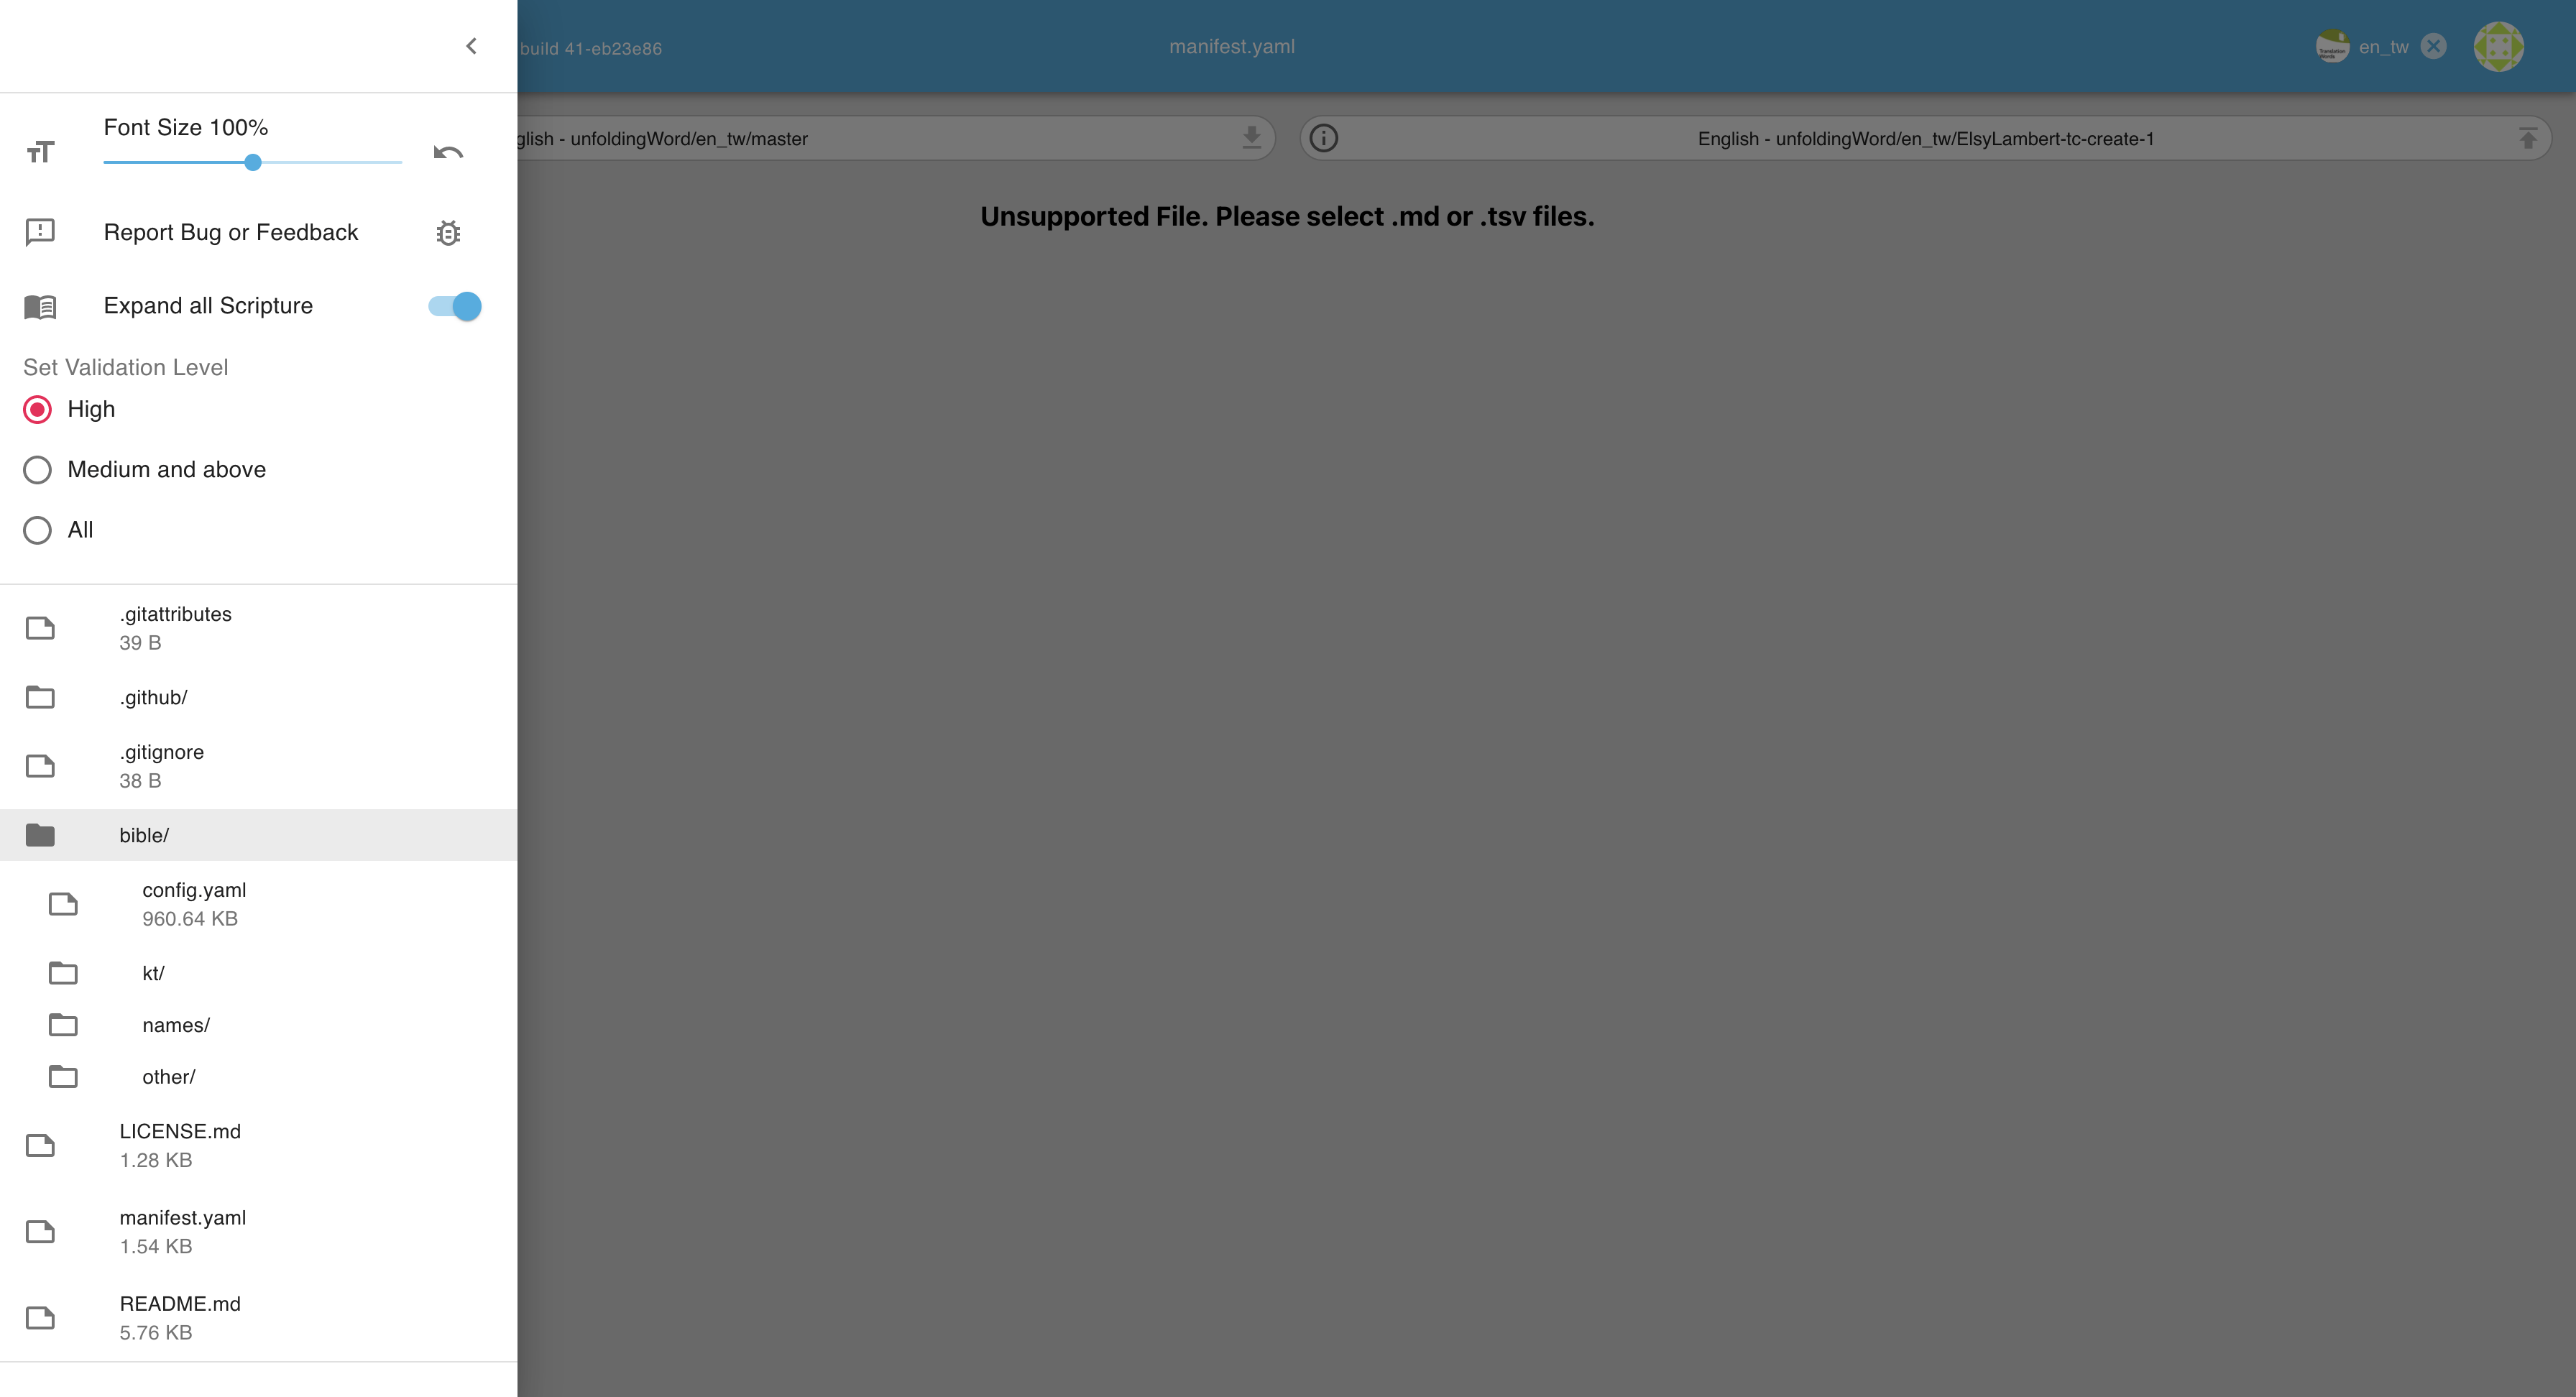 build 41-eb23e86
manifest.yaml
en_tw
Font Size 100%
glish - unfoldingWord/en_tw/master
English - unfoldingWord/en_tw/ElsyLambert-tc-create-1
Unsupported File. Please select .md or .tsv files.
Report Bug or Feedback
Expand all Scripture
Set Validation Level
High
Medium and above
All
.gitattributes
39 B
.github/
.gitignore
38 B
bible/
config.yaml
960.64 KB
kt/
names/
other/
LICENSE.md
1.28 KB
manifest.yaml
1.54 KB
README.md
5.76 KB